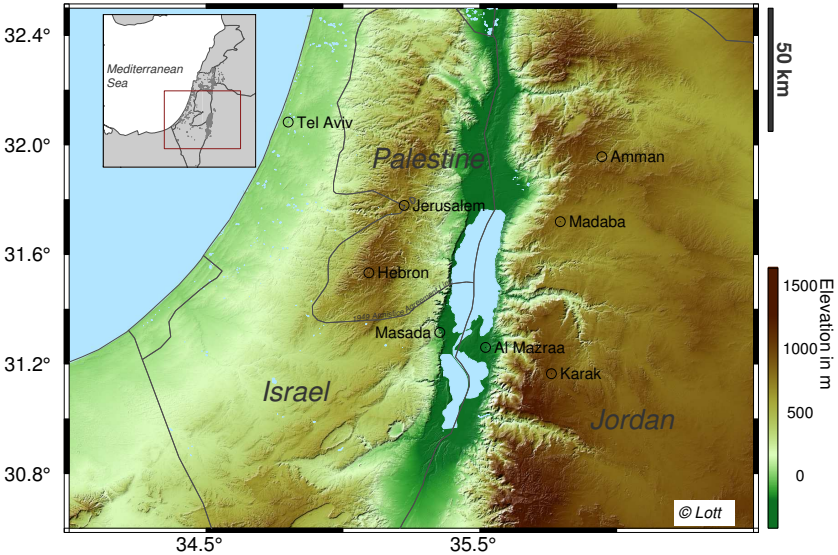 32.4°
32.0°
31.6°
31.2°
30.8°
34.5°
35.5°
Mediterranean
Sea
Tel Aviv
Palestine
Amman
Jerusalem
Madaba
Hebron
1949 Armistice Agreement Line
Masada
Al Mazraa
Karak
Israel
Jordan
© Lott
50 km
Elevation in m
1500
1000
500
0